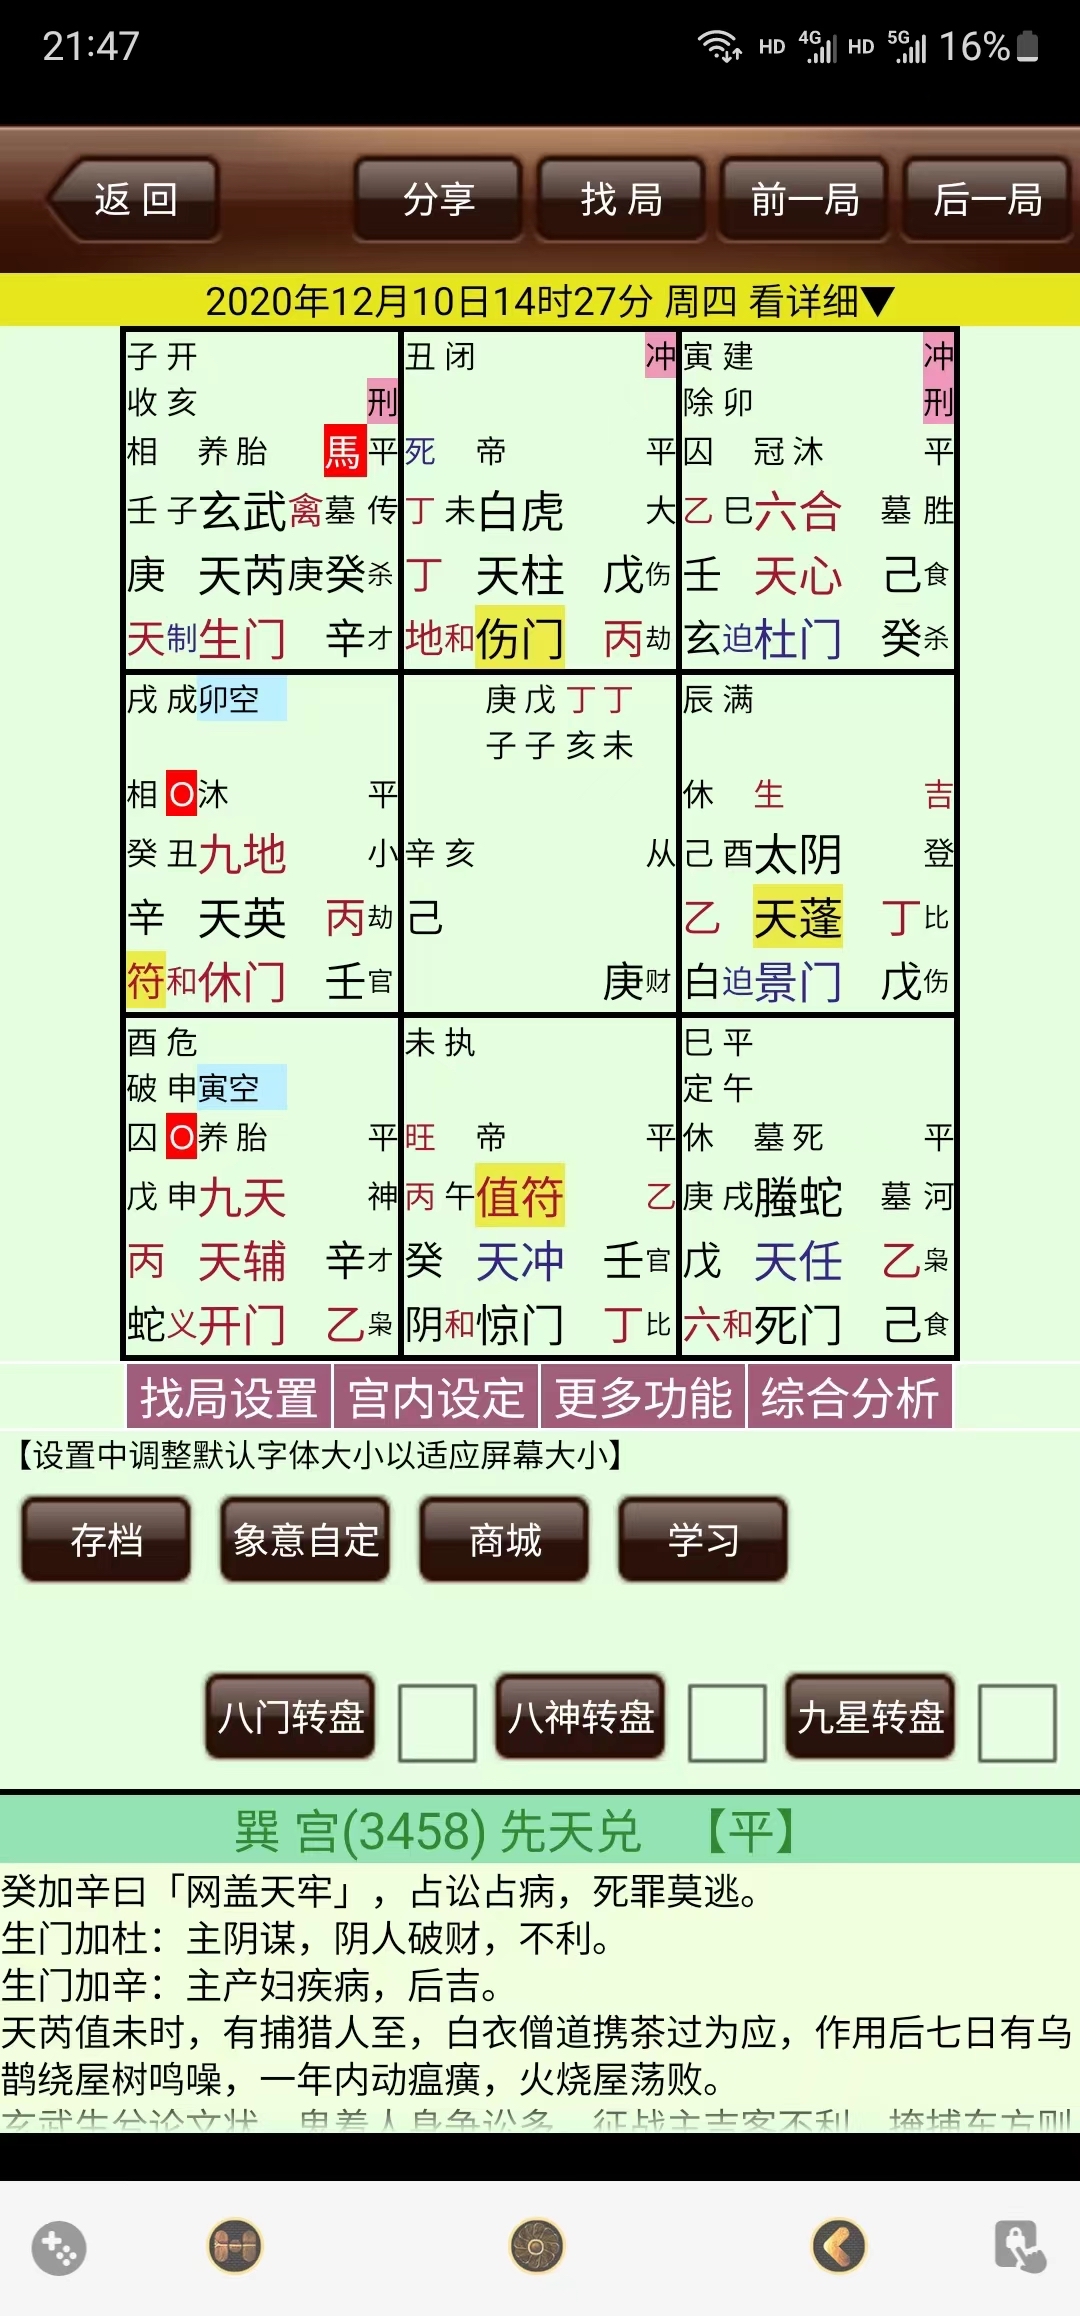 21:47 HD 4G HD 5G 16%
返回 分享 找局 前一局 后一局
2020年12月10日14时27分 周四 看详细▼
子 开
收 亥 刑
相 养 胎 馬 平
壬 子 玄武 禽 墓 传
庚 天芮 庚 癸 杀
天 制 生门 辛 才
丑 闭 冲
死 帝 平
丁 未 白虎 大
丁 天柱 戊 伤
地 和 伤门 丙 劫
寅 建 冲
除 卯 刑
囚 冠 沐 平
乙 巳 六合 墓 胜
壬 天心 己 食
玄 迫 杜门 癸 杀
戌 成 卯空
相 O 沐 平
癸 丑 九地 小
辛 天英 丙 劫
符 和 休门 壬 官
庚 戊 丁 丁
子 子 亥 未
辛 亥 从
己
庚 财
辰 满
休 生 吉
己 酉 太阴 登
乙 天蓬 丁 比
白 迫 景门 戊 伤
酉 危
破 申 寅空
囚 O 养 胎 平
戊 申 九天 神
丙 天辅 辛 才
蛇 义 开门 乙 枭
未 执
旺 帝 平
丙 午 值符 乙
癸 天冲 壬 官
阴 和 惊门 丁 比
巳 平
定 午
休 墓 死 平
庚 戌 螣蛇 墓 河
戊 天任 乙 枭
六 和 死门 己 食
找局设置 宫内设定 更多功能 综合分析
【设置中调整默认字体大小以适应屏幕大小】
存档 象意自定 商城 学习
八门转盘 八神转盘 九星转盘
巽 宫(3458) 先天兑 【平】
癸加辛曰「网盖天牢」，占讼占病，死罪莫逃。
生门加杜：主阴谋，阴人破财，不利。
生门加辛：主产妇疾病，后吉。
天芮值未时，有捕猎人至，白衣僧道携茶过为应，作用后七日有乌
鹊绕屋树鸣噪，一年内动瘟癀，火烧屋荡败。